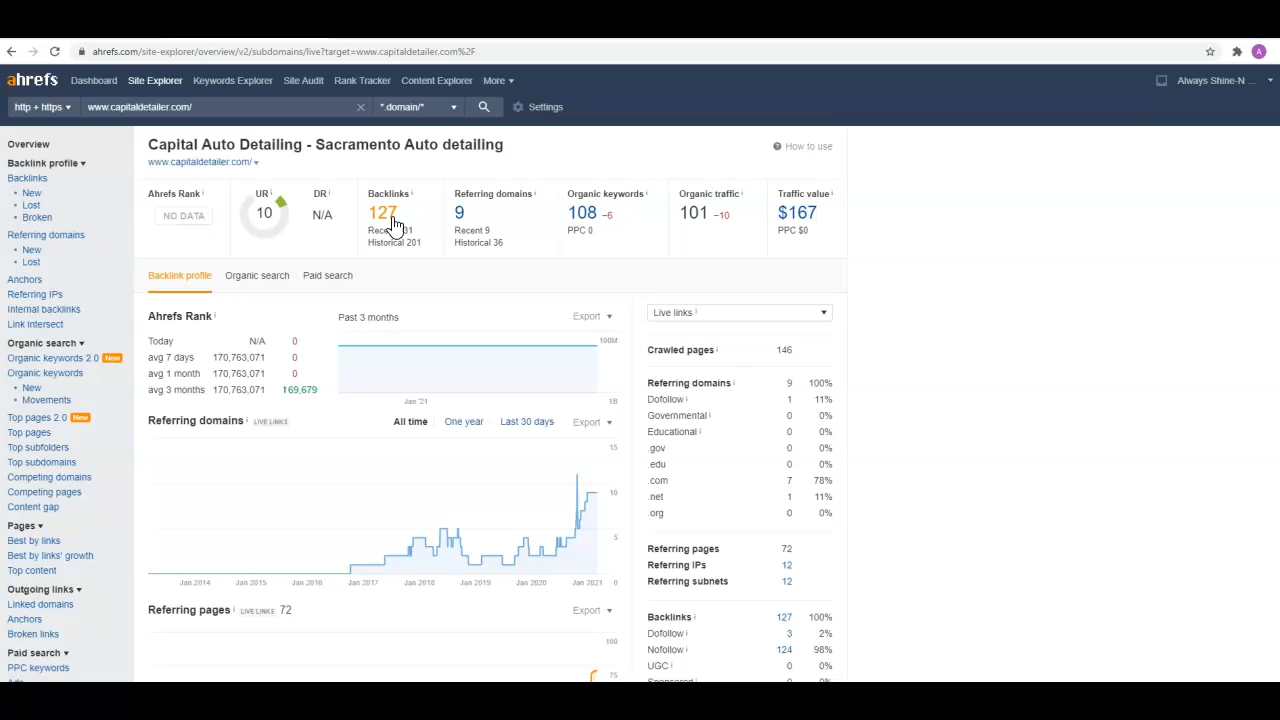 ahrefs.com/site-explorer/overview/v2/subdomains/live?target=www.capitaldetailer.com%2F
A
ahrefs Dashboard Site Explorer Keywords Explorer Site Audit Rank Tracker Content Explorer More Always Shine-N ...
http + https www.capitaldetailer.com/ *.domain/* Settings
Overview
Backlink profile
Backlinks
New
Lost
Broken
Referring domains
New
Lost
Anchors
Referring IPs
Internal backlinks
Link intersect
Organic search
Organic keywords 2.0 New
Organic keywords
New
Movements
Top pages 2.0 New
Top pages
Top subfolders
Top subdomains
Competing domains
Competing pages
Content gap
Pages
Best by links
Best by links' growth
Top content
Outgoing links
Linked domains
Anchors
Broken links
Paid search
PPC keywords
Capital Auto Detailing - Sacramento Auto detailing
How to use
www.capitaldetailer.com/
Ahrefs Rank UR DR Backlinks Referring domains Organic keywords Organic traffic Traffic value
NO DATA 10 N/A 127 9 108 -6 101 -10 $167
Recent 9 PPC 0 PPC $0
Historical 201 Historical 36
Backlink profile Organic search Paid search
Ahrefs Rank Past 3 months Export
Today N/A 0
avg 7 days 170,763,071 0
avg 1 month 170,763,071 0
avg 3 months 170,763,071 ↑69,679
100M
Jan '21 1B
Referring domains LIVE LINKS All time One year Last 30 days Export
15
10
5
Jan 2014 Jan 2015 Jan 2016 Jan 2017 Jan 2018 Jan 2019 Jan 2020 Jan 2021 0
Referring pages LIVE LINKS 72 Export
100
75
Live links
Crawled pages 146
Referring domains 9 100%
Dofollow 1 11%
Governmental 0 0%
Educational 0 0%
.gov 0 0%
.edu 0 0%
.com 7 78%
.net 1 11%
.org 0 0%
Referring pages 72
Referring IPs 12
Referring subnets 12
Backlinks 127 100%
Dofollow 3 2%
Nofollow 124 98%
UGC 0 0%